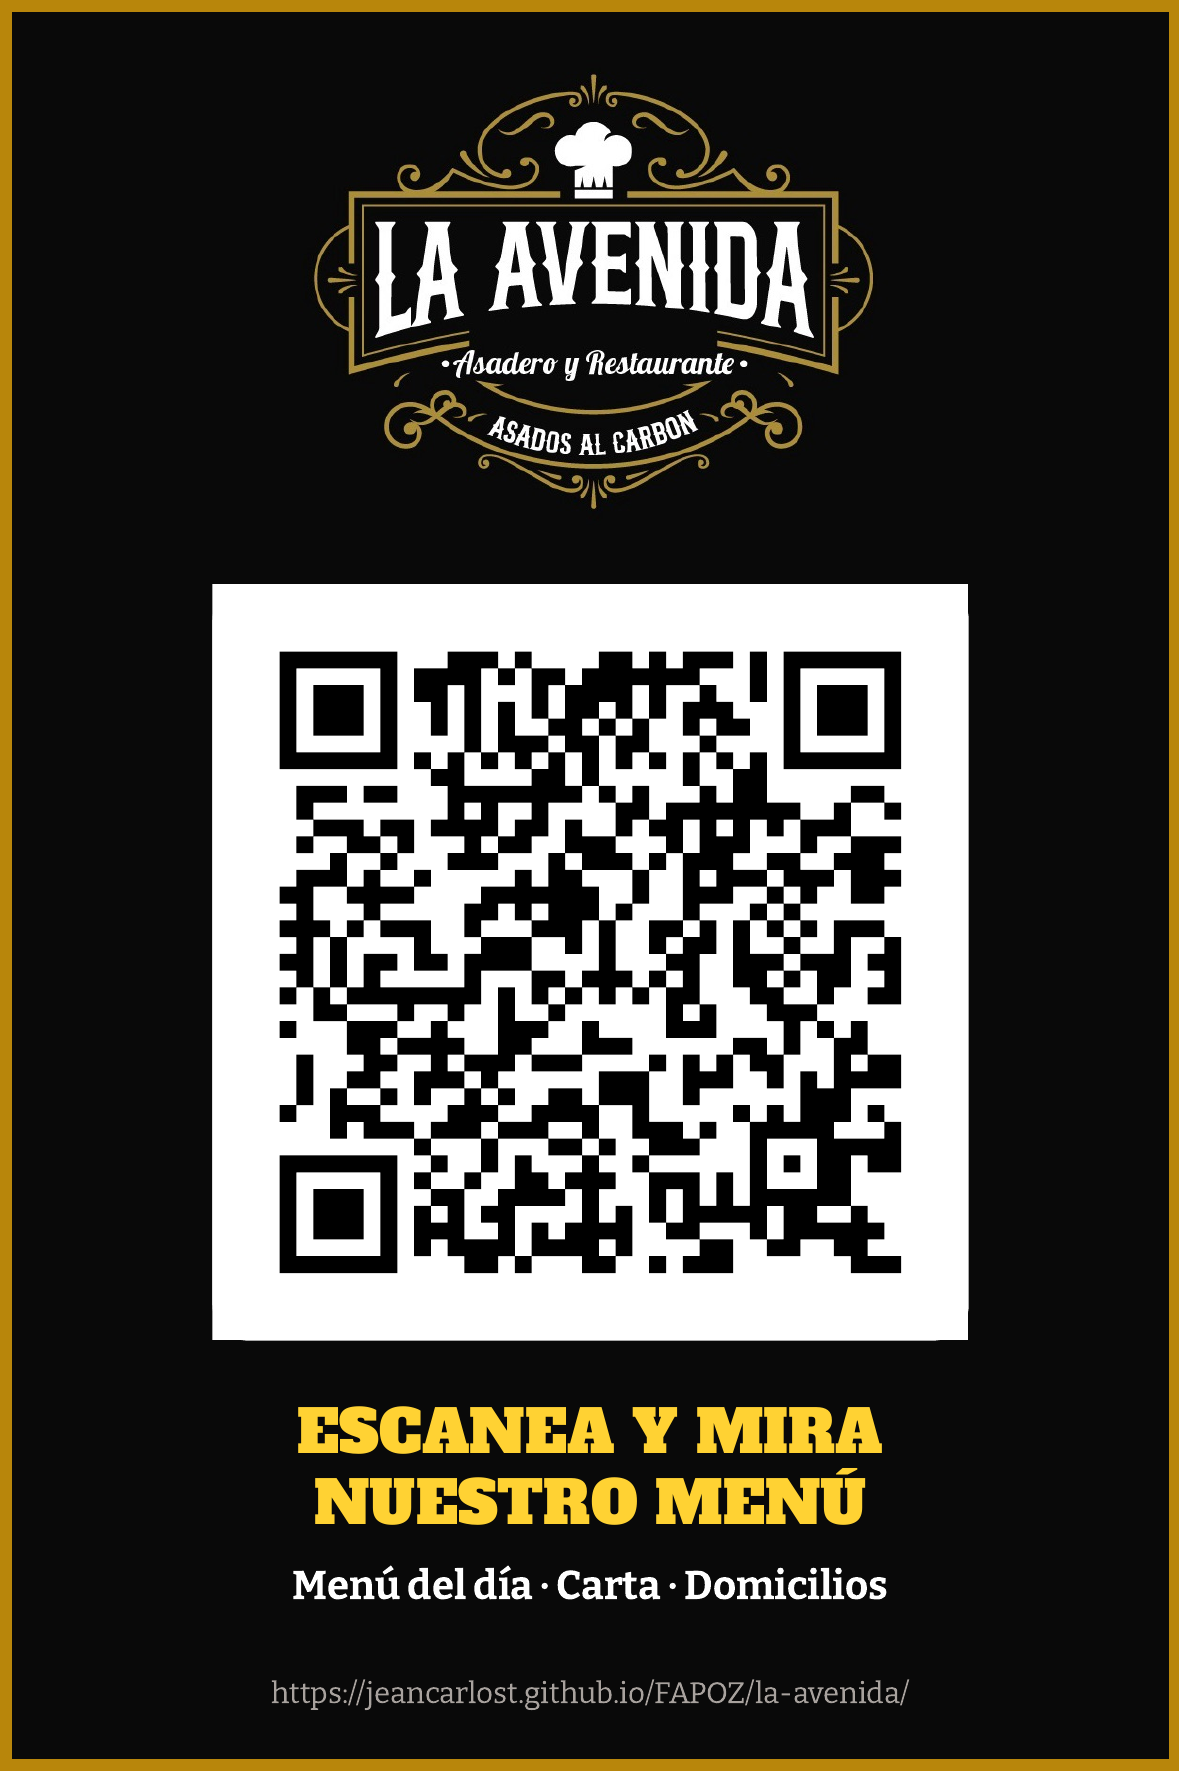 LA AVENIDA
•Asadero y Restaurante•
ASADOS AL CARBON
ESCANEA Y MIRA
NUESTRO MENÚ
Menú del día · Carta · Domicilios
https://jeancarlost.github.io/FAPOZ/la-avenida/